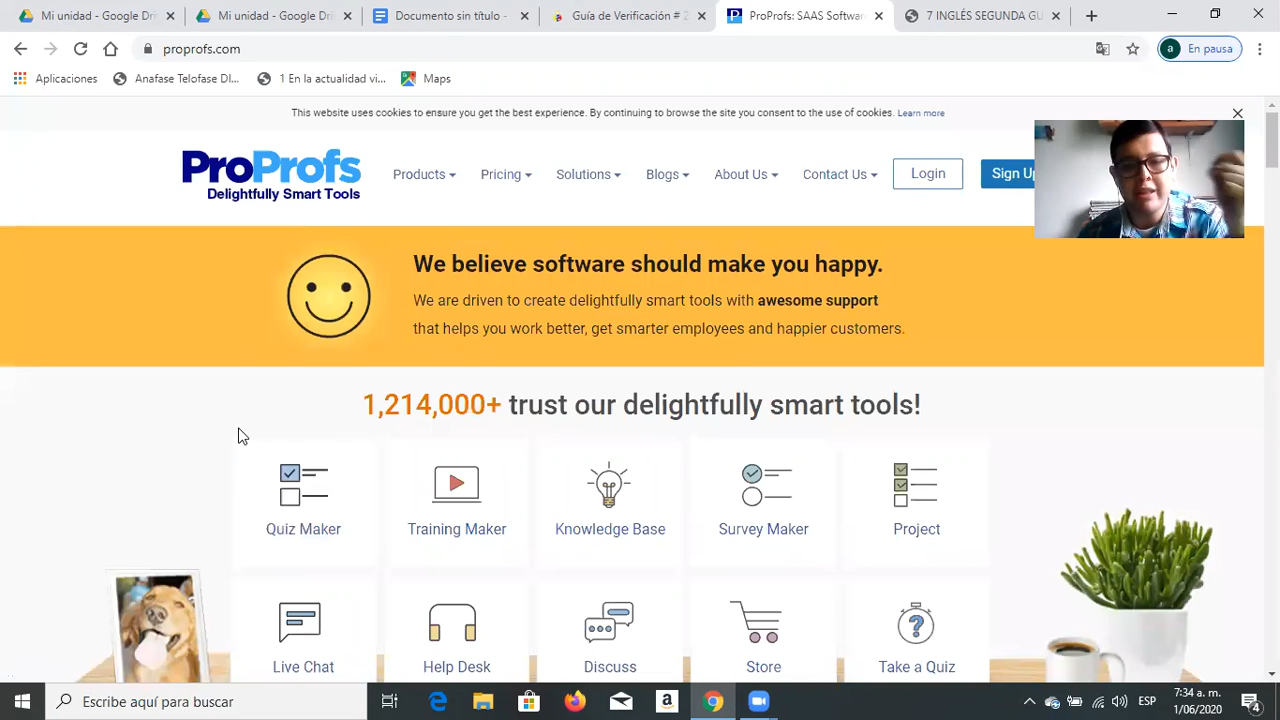 Mi unidad - Google Dri
Mi unidad - Google Dri
Documento sin título -
Guía de Verificación # 2
ProProfs: SAAS Softwar
7 INGLÉS SEGUNDA GU
proprofs.com
a
En pausa
Aplicaciones
Anafase Telofase DI...
1 En la actualidad vi...
Maps
This website uses cookies to ensure you get the best experience. By continuing to browse the site you consent to the use of cookies. Learn more
ProProfs
Delightfully Smart Tools
Products
Pricing
Solutions
Blogs
About Us
Contact Us
Login
Sign Up
We believe software should make you happy.
We are driven to create delightfully smart tools with awesome support
that helps you work better, get smarter employees and happier customers.
1,214,000+ trust our delightfully smart tools!
Quiz Maker
Training Maker
Knowledge Base
Survey Maker
Project
Live Chat
Help Desk
Discuss
Store
Take a Quiz
Escribe aquí para buscar
ESP
7:34 a. m.
1/06/2020
4